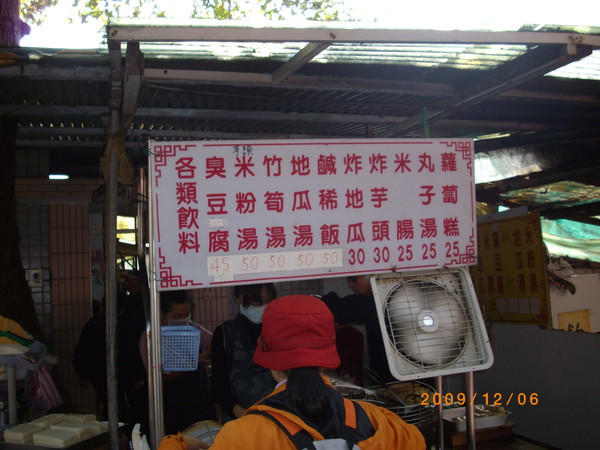 蘿蔔糕 25
丸子湯 25
米腸 25
炸芋頭 30
炸地瓜 30
鹹稀飯 50
地瓜湯 50
竹筍湯 50
米粉湯 50
臭豆腐 45
各類飲料
2009/12/06